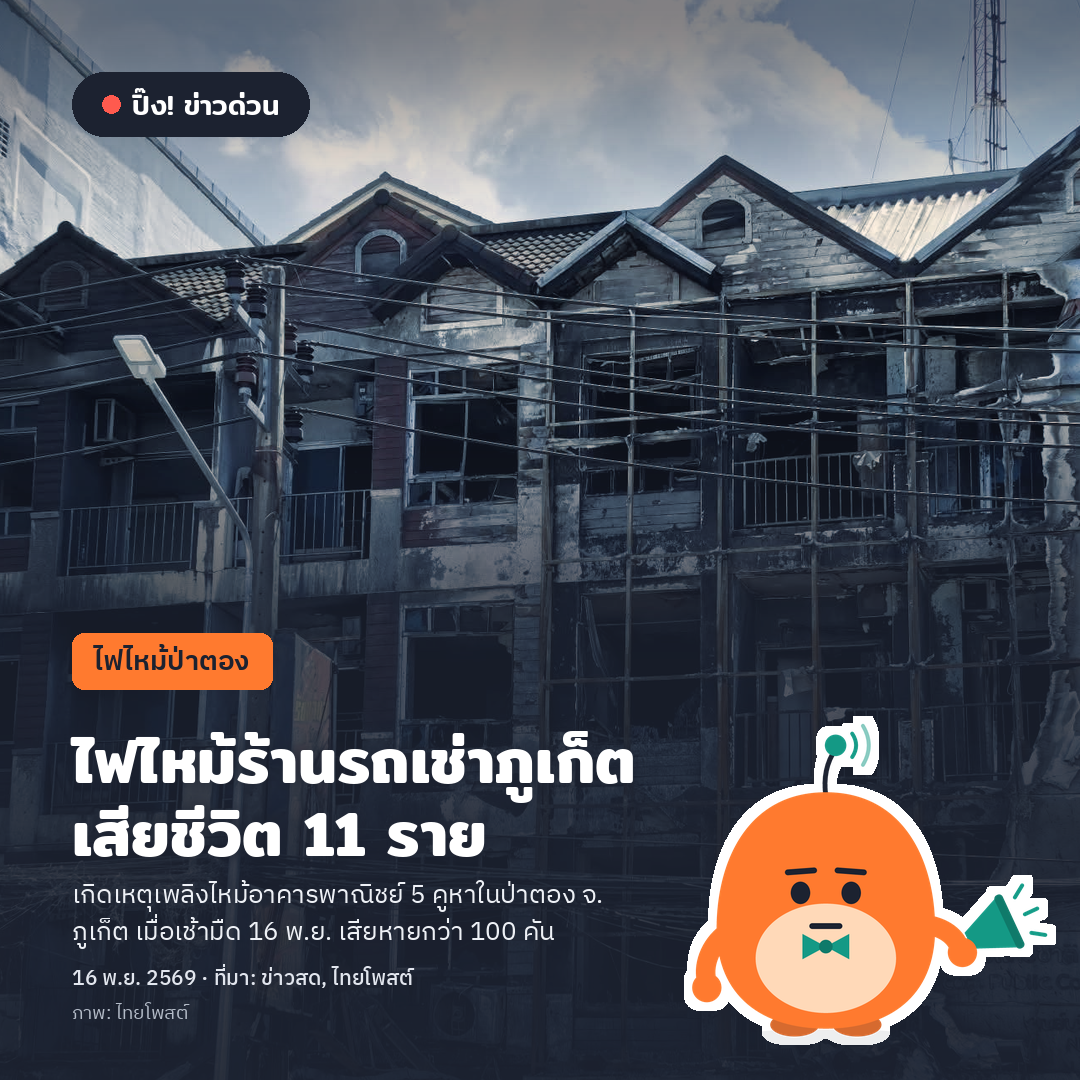 ปิ๊ง! ข่าวด่วน
ไฟไหม้ป่าตอง
ไฟไหม้ร้านรถเช่าภูเก็ต
เสียชีวิต 11 ราย
เกิดเหตุเพลิงไหม้อาคารพาณิชย์ 5 คูหาในป่าตอง จ.
ภูเก็ต เมื่อเช้ามืด 16 พ.ย. เสียหายกว่า 100 คัน
16 พ.ย. 2569 · ที่มา: ข่าวสด, ไทยโพสต์
ภาพ: ไทยโพสต์